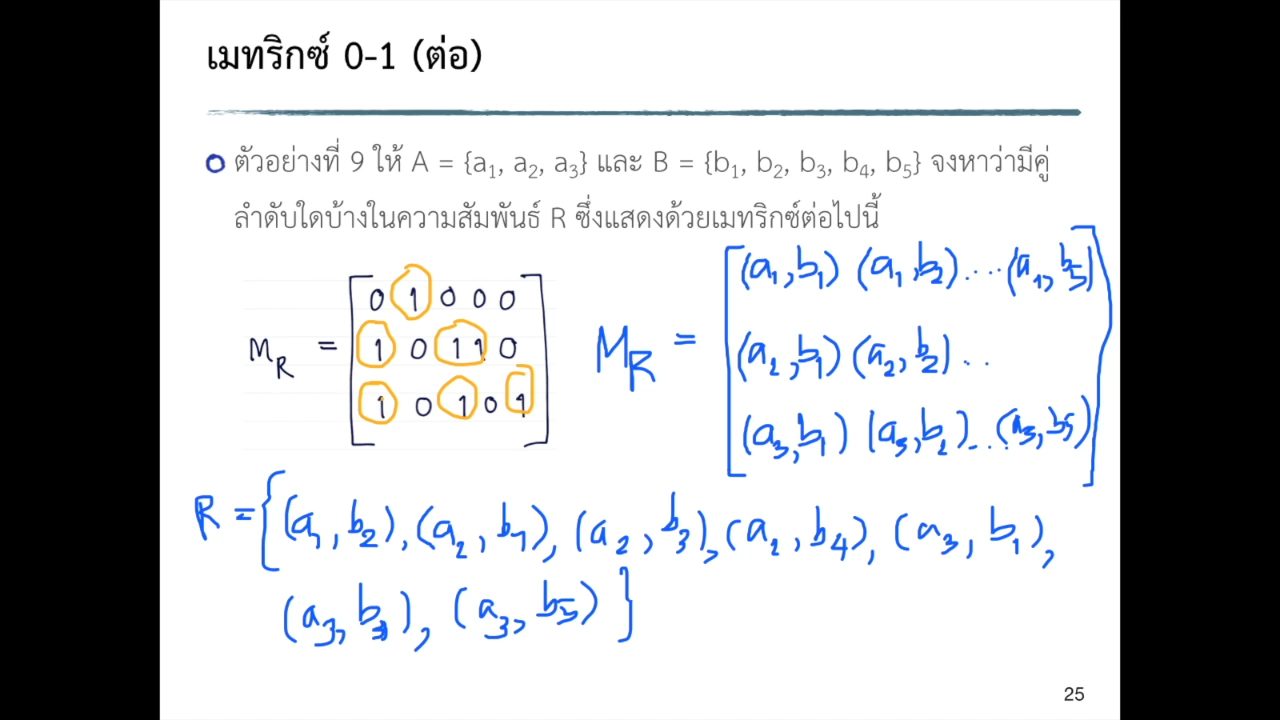 เมทริกซ์ 0-1 (ต่อ)
ตัวอย่างที่ 9 ให้ A = {a₁, a₂, a₃} และ B = {b₁, b₂, b₃, b₄, b₅} จงหาว่ามีคู่
ลำดับใดบ้างในความสัมพันธ์ R ซึ่งแสดงด้วยเมทริกซ์ต่อไปนี้
0 1 0 0 0
M_R = 1 0 1 1 0
1 0 1 0 1
(a₁, b₁) (a₁, b₂) ... (a₁, b₅)
M_R = (a₂, b₁) (a₂, b₂) ..
(a₃, b₁) (a₃, b₂) ... (a₃, b₅)
R = {(a₁, b₂), (a₂, b₁), (a₂, b₃), (a₂, b₄), (a₃, b₁),
(a₃, b₃), (a₃, b₅)}
25